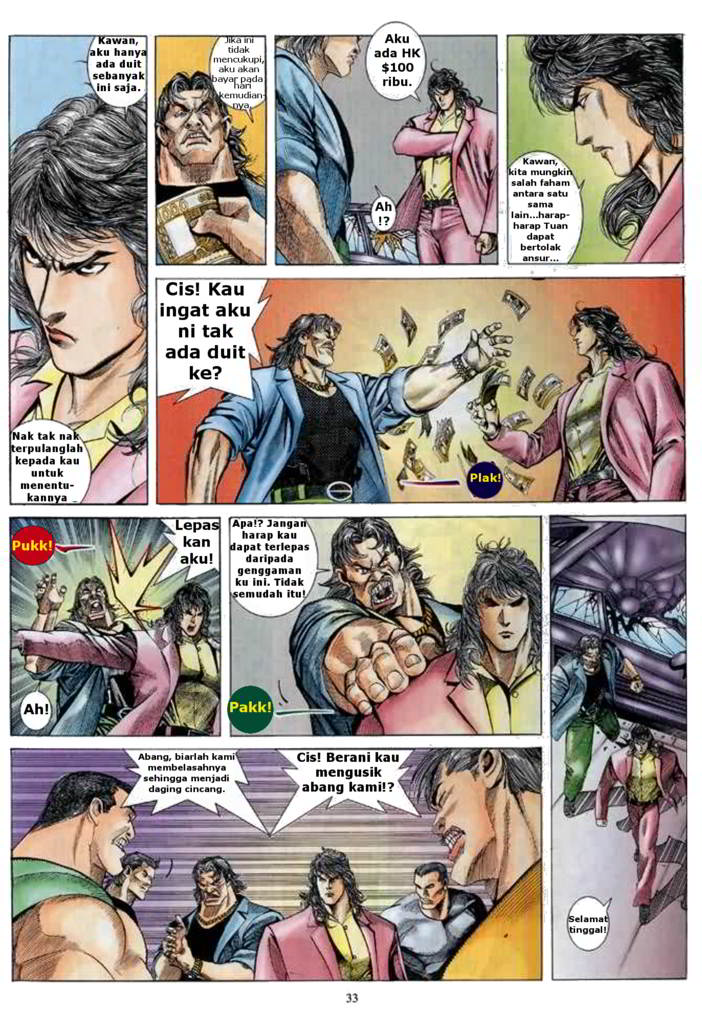 Kawan,
aku hanya
ada duit
sebanyak
ini saja.
Jika ini
tidak
mencukupi,
aku akan
bayar pada
hari
kemudian-
nya.
Aku
ada HK
$100
ribu.
Ah
!?
Kawan,
kita mungkin
salah faham
antara satu
sama
lain...harap-
harap Tuan
dapat
bertolak
ansur...
Nak tak nak
terpulanglah
kepada kau
untuk
menentu-
kannya
Cis! Kau
ingat aku
ni tak
ada duit
ke?
Plak!
Pukk!
Lepas
kan
aku!
Ah!
Apa!? Jangan
harap kau
dapat terlepas
daripada
genggaman
ku ini. Tidak
semudah itu!
Pakk!
Selamat
tinggal!
Abang, biarlah kami
membelasahnya
sehingga menjadi
daging cincang.
Cis! Berani kau
mengusik
abang kami!?
33